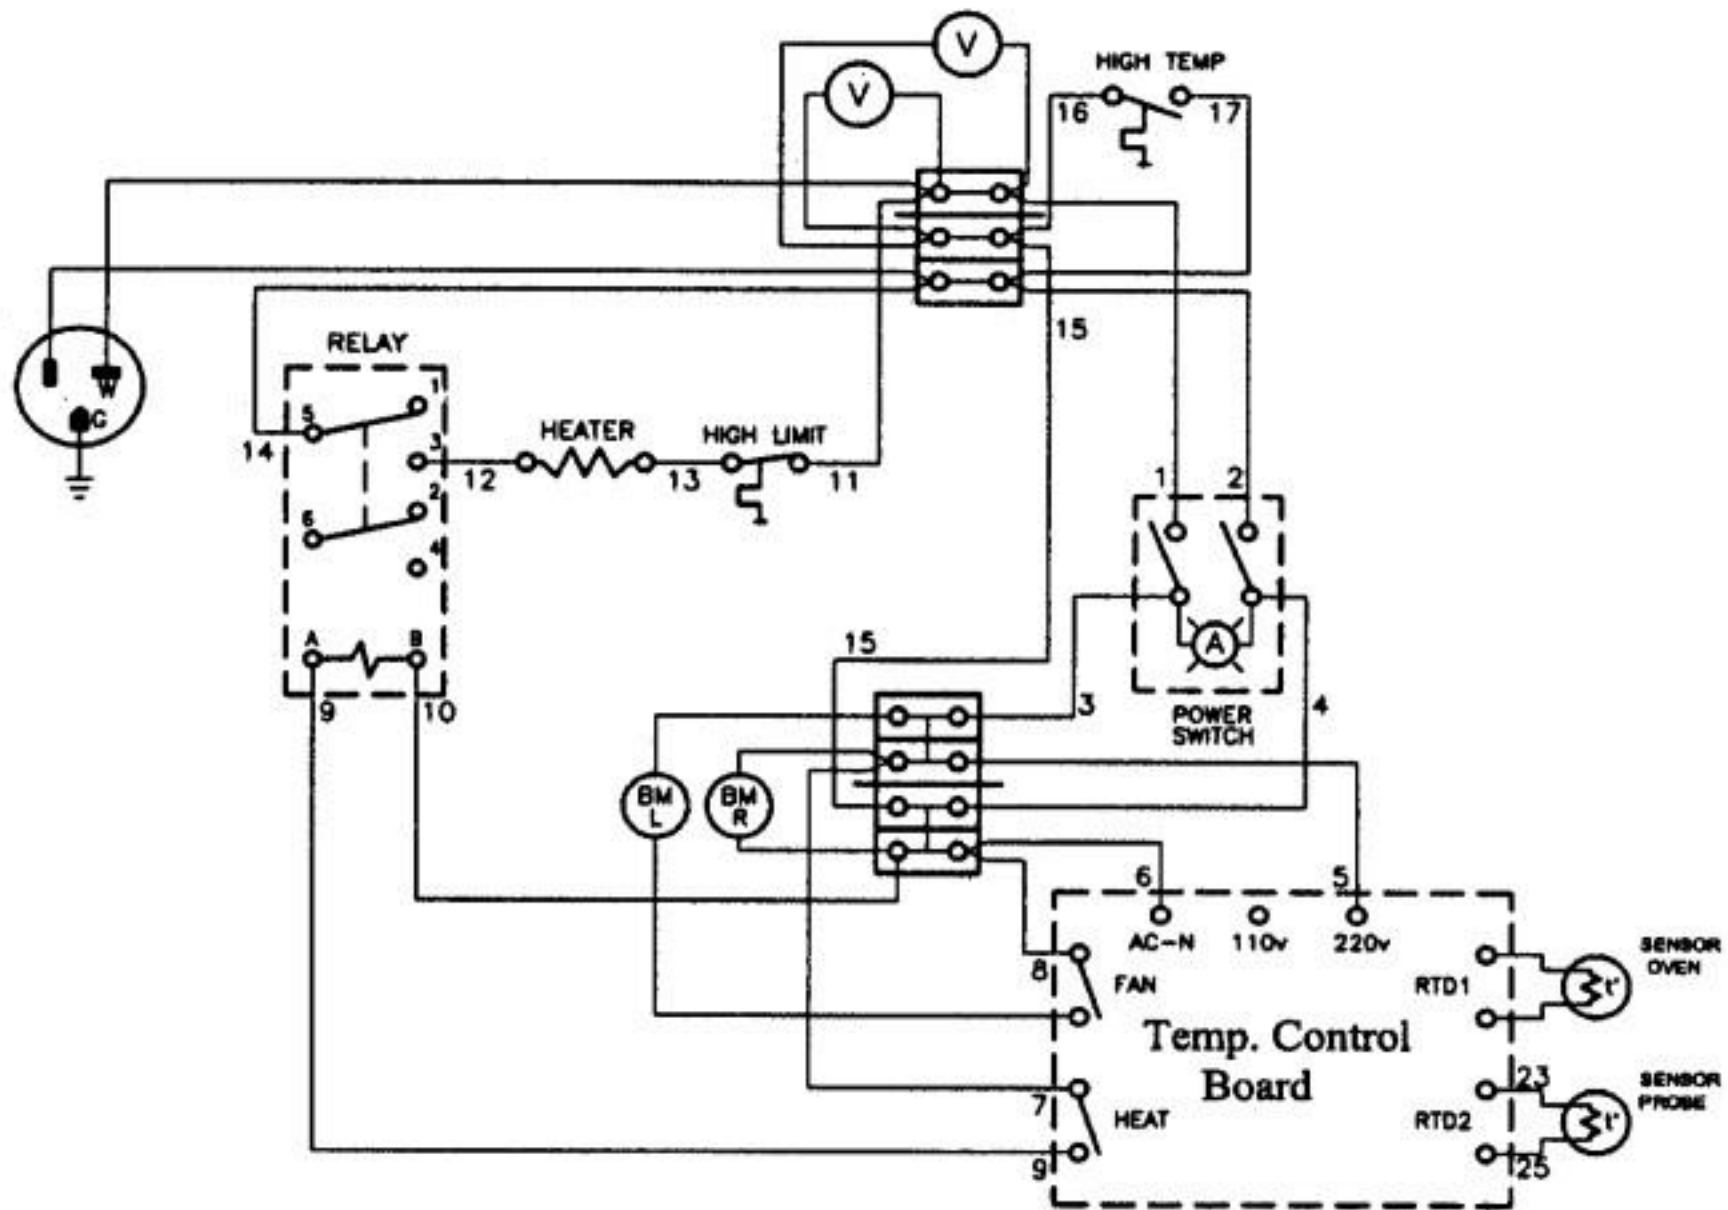 V
V
HIGH TEMP
16
17
15
W
G
RELAY
1
5
3
14
12
HEATER
13
HIGH LIMIT
11
2
6
4
A
B
9
10
1
2
A
POWER
SWITCH
15
3
4
BM
L
BM
R
6
5
AC-N
110v
220v
8
FAN
RTD1
SENSOR
OVEN
t°
Temp. Control
Board
7
HEAT
9
RTD2
23
25
SENSOR
PROBE
t°